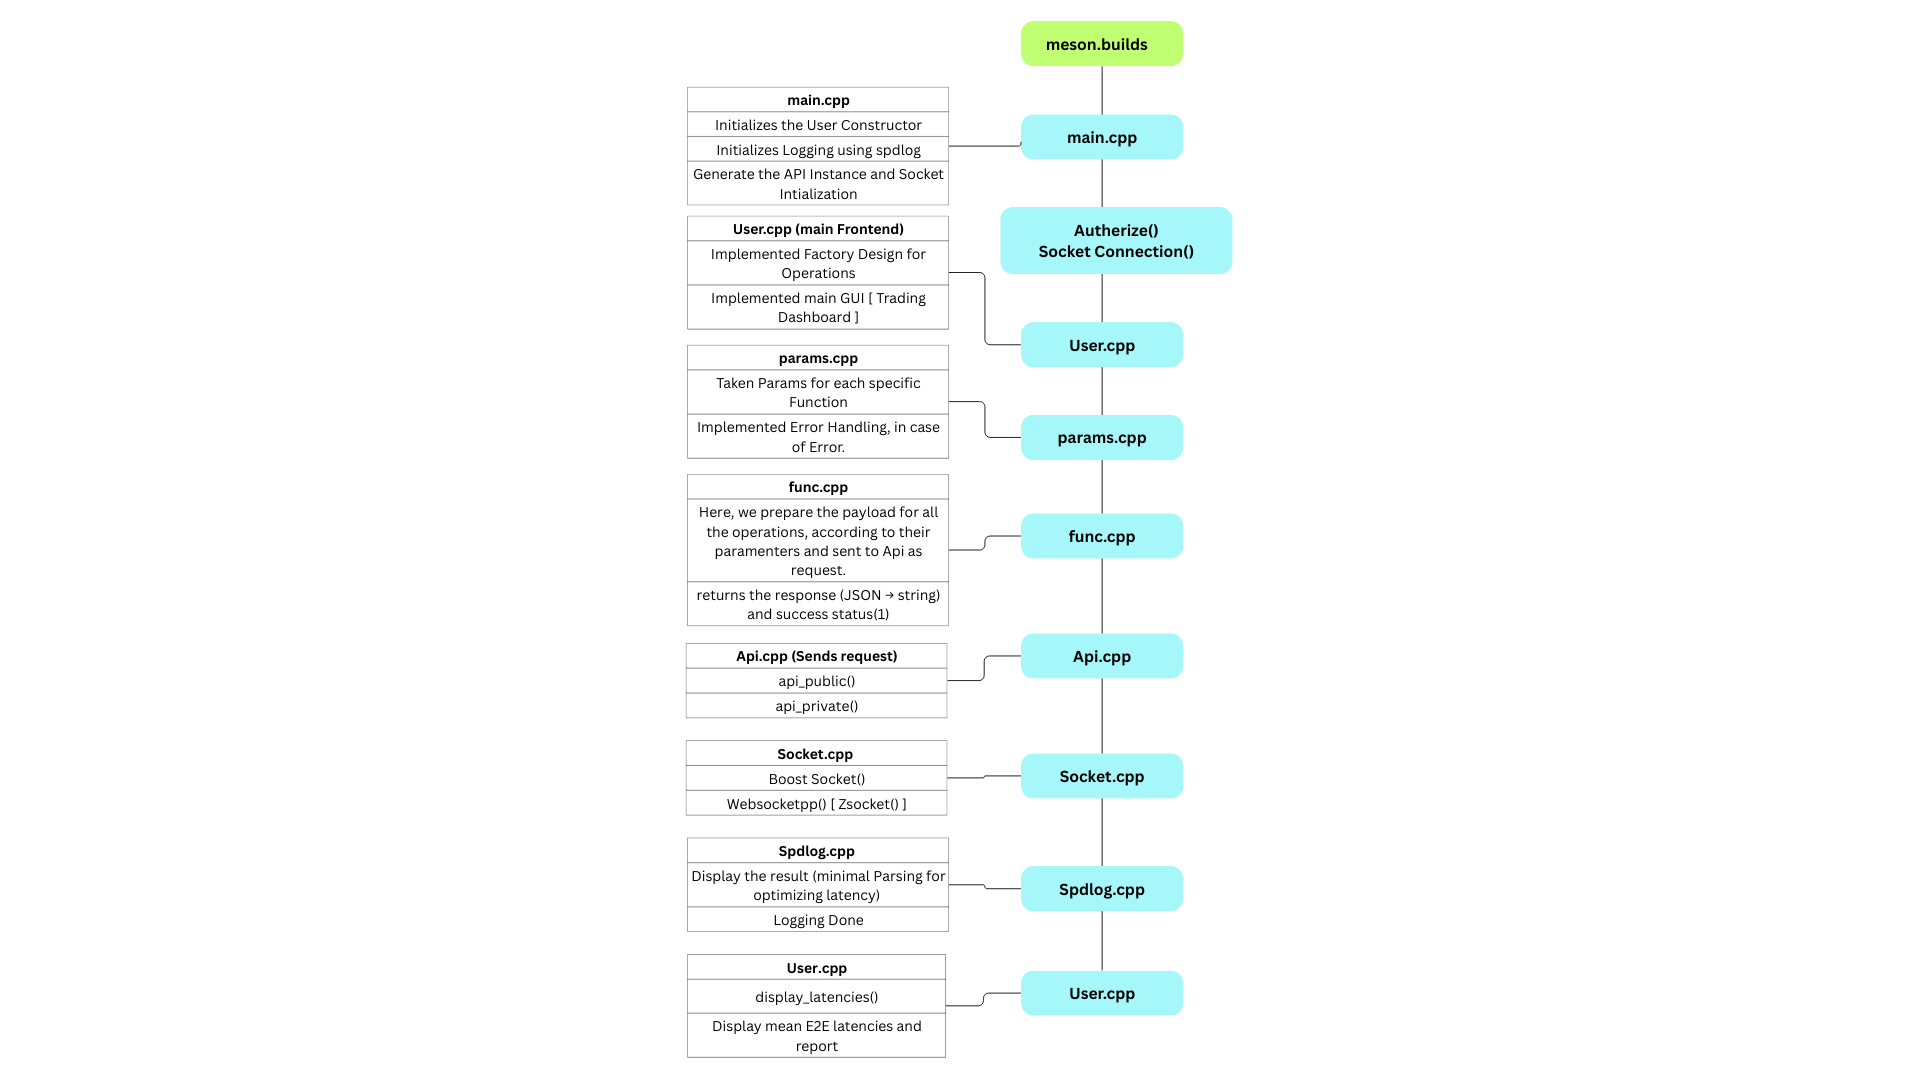 meson.builds
main.cpp
Initializes the User Constructor
Initializes Logging using spdlog
Generate the API Instance and Socket
Intialization
main.cpp
User.cpp (main Frontend)
Implemented Factory Design for
Operations
Implemented main GUI [ Trading
Dashboard ]
Autherize()
Socket Connection()
User.cpp
params.cpp
Taken Params for each specific
Function
Implemented Error Handling, in case
of Error.
params.cpp
func.cpp
Here, we prepare the payload for all
the operations, according to their
paramenters and sent to Api as
request.
returns the response (JSON → string)
and success status(1)
func.cpp
Api.cpp (Sends request)
api_public()
api_private()
Api.cpp
Socket.cpp
Boost Socket()
Websocketpp() [ Zsocket() ]
Socket.cpp
Spdlog.cpp
Display the result (minimal Parsing for
optimizing latency)
Logging Done
Spdlog.cpp
User.cpp
display_latencies()
Display mean E2E latencies and
report
User.cpp